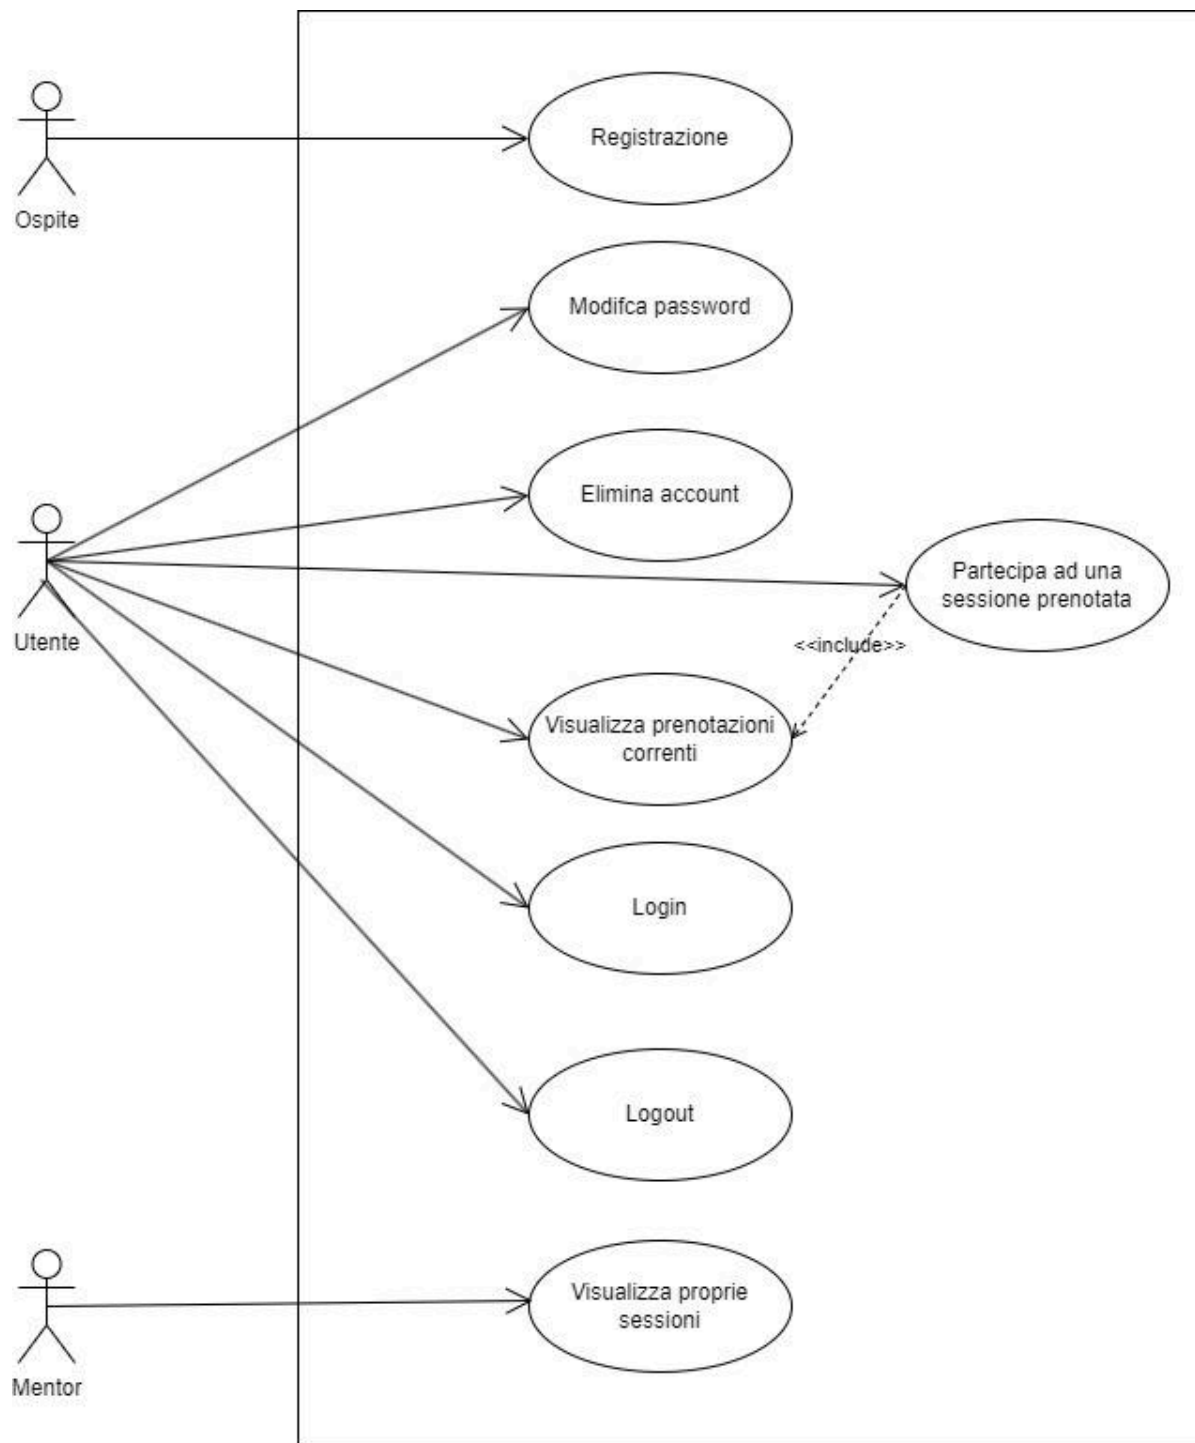 Registrazione
Ospite
Modifca password
Elimina account
Partecipa ad una
sessione prenotata
Utente
<<include>>
Visualizza prenotazioni
correnti
Login
Logout
Visualizza proprie
sessioni
Mentor